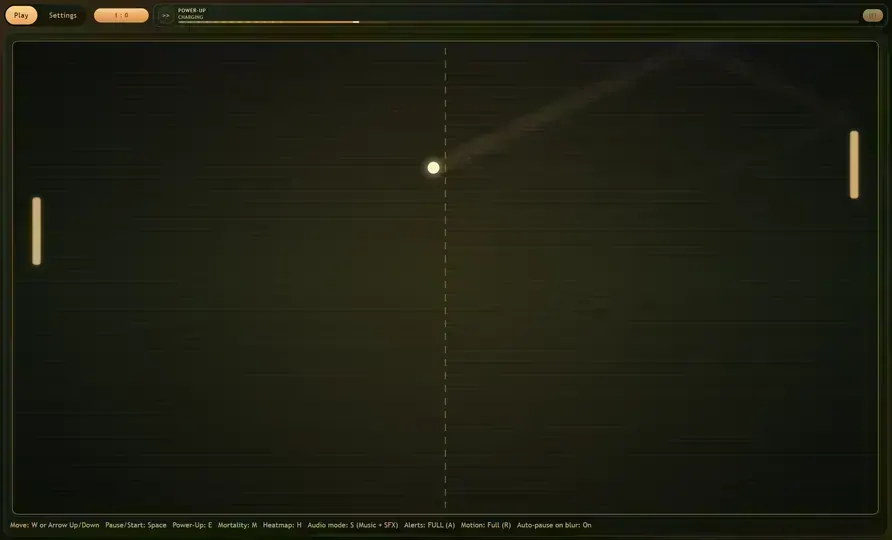 Play
Settings
1 : 0
>>
POWER-UP
CHARGING
Move: W or Arrow Up/Down Pause/Start: Space Power-Up: E Mortality: M Heatmap: H Audio mode: S (Music + SFX) Alerts: FULL (A) Motion: Full (R) Auto-pause on blur: On